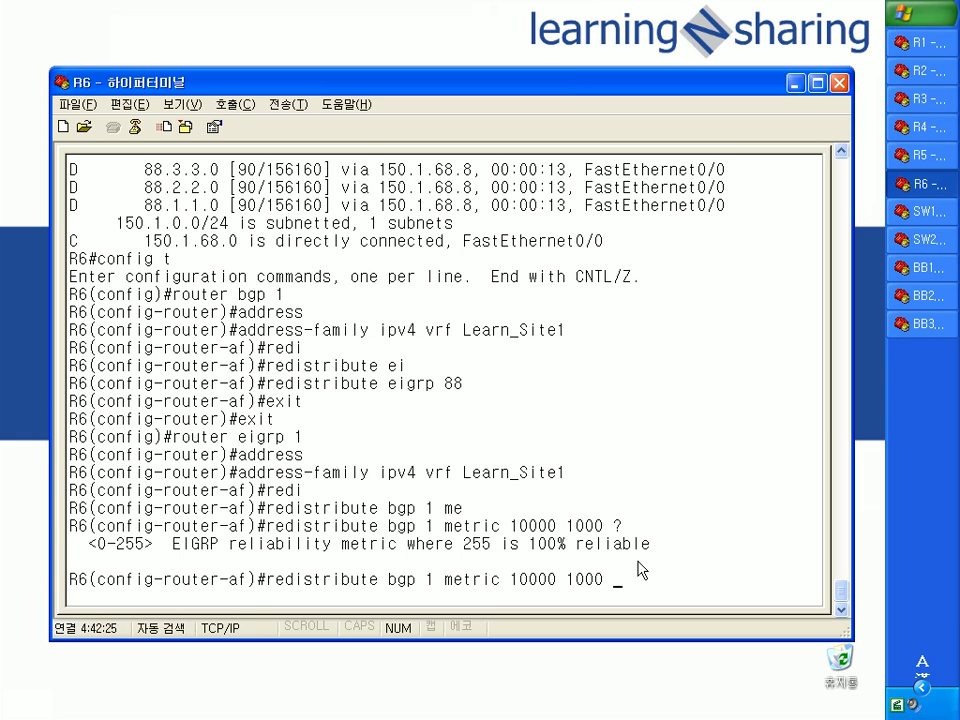 learning N sharing
R6 - 하이퍼터미널
파일(F) 편집(E) 보기(V) 호출(C) 전송(T) 도움말(H)
D 88.3.3.0 [90/156160] via 150.1.68.8, 00:00:13, FastEthernet0/0
D 88.2.2.0 [90/156160] via 150.1.68.8, 00:00:13, FastEthernet0/0
D 88.1.1.0 [90/156160] via 150.1.68.8, 00:00:13, FastEthernet0/0
150.1.0.0/24 is subnetted, 1 subnets
C 150.1.68.0 is directly connected, FastEthernet0/0
R6#config t
Enter configuration commands, one per line. End with CNTL/Z.
R6(config)#router bgp 1
R6(config-router)#address
R6(config-router)#address-family ipv4 vrf Learn_Site1
R6(config-router-af)#redi
R6(config-router-af)#redistribute ei
R6(config-router-af)#redistribute eigrp 88
R6(config-router-af)#exit
R6(config-router)#exit
R6(config)#router eigrp 1
R6(config-router)#address
R6(config-router)#address-family ipv4 vrf Learn_Site1
R6(config-router-af)#redi
R6(config-router-af)#redistribute bgp 1 me
R6(config-router-af)#redistribute bgp 1 metric 10000 1000 ?
<0-255> EIGRP reliability metric where 255 is 100% reliable
R6(config-router-af)#redistribute bgp 1 metric 10000 1000 _
연결 4:42:25 자동 검색 TCP/IP SCROLL CAPS NUM 캡 에코
휴지통
R1 -...
R2 -...
R3 -...
R4 -...
R5 -...
R6 -...
SW1...
SW2...
BB1...
BB2...
BB3...
A